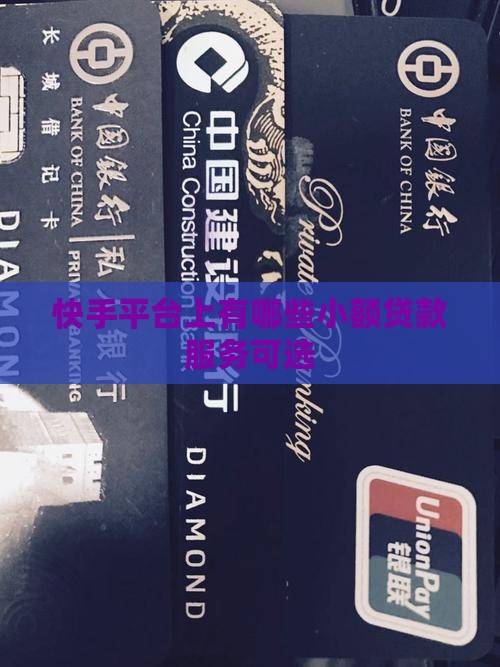 快手平台上有哪些小额贷款
服务可选
中国银行
BANK OF CHINA
私人银行
PRIVATE BANKING
长城借记卡
DIAMON
中国建设银行
China Construction Bank
DIAMOND
Private Banking
中国银行
BANK OF CHINA
UnionPay
银联